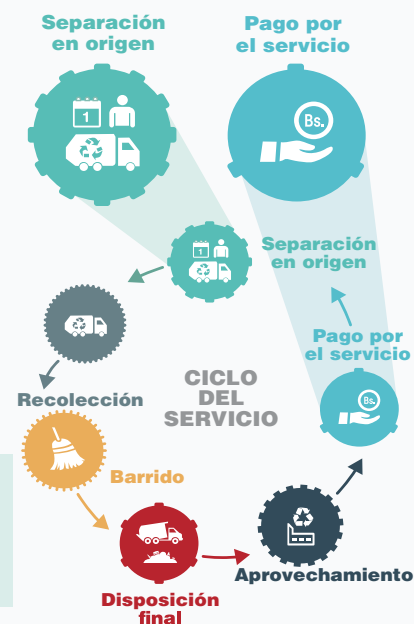 Separación
en origen
Pago por
el servicio
1
Bs.
1
Separación
en origen
Pago por
el servicio
Bs.
CICLO
DEL
SERVICIO
Recolección
Barrido
Aprovechamiento
Disposición
final